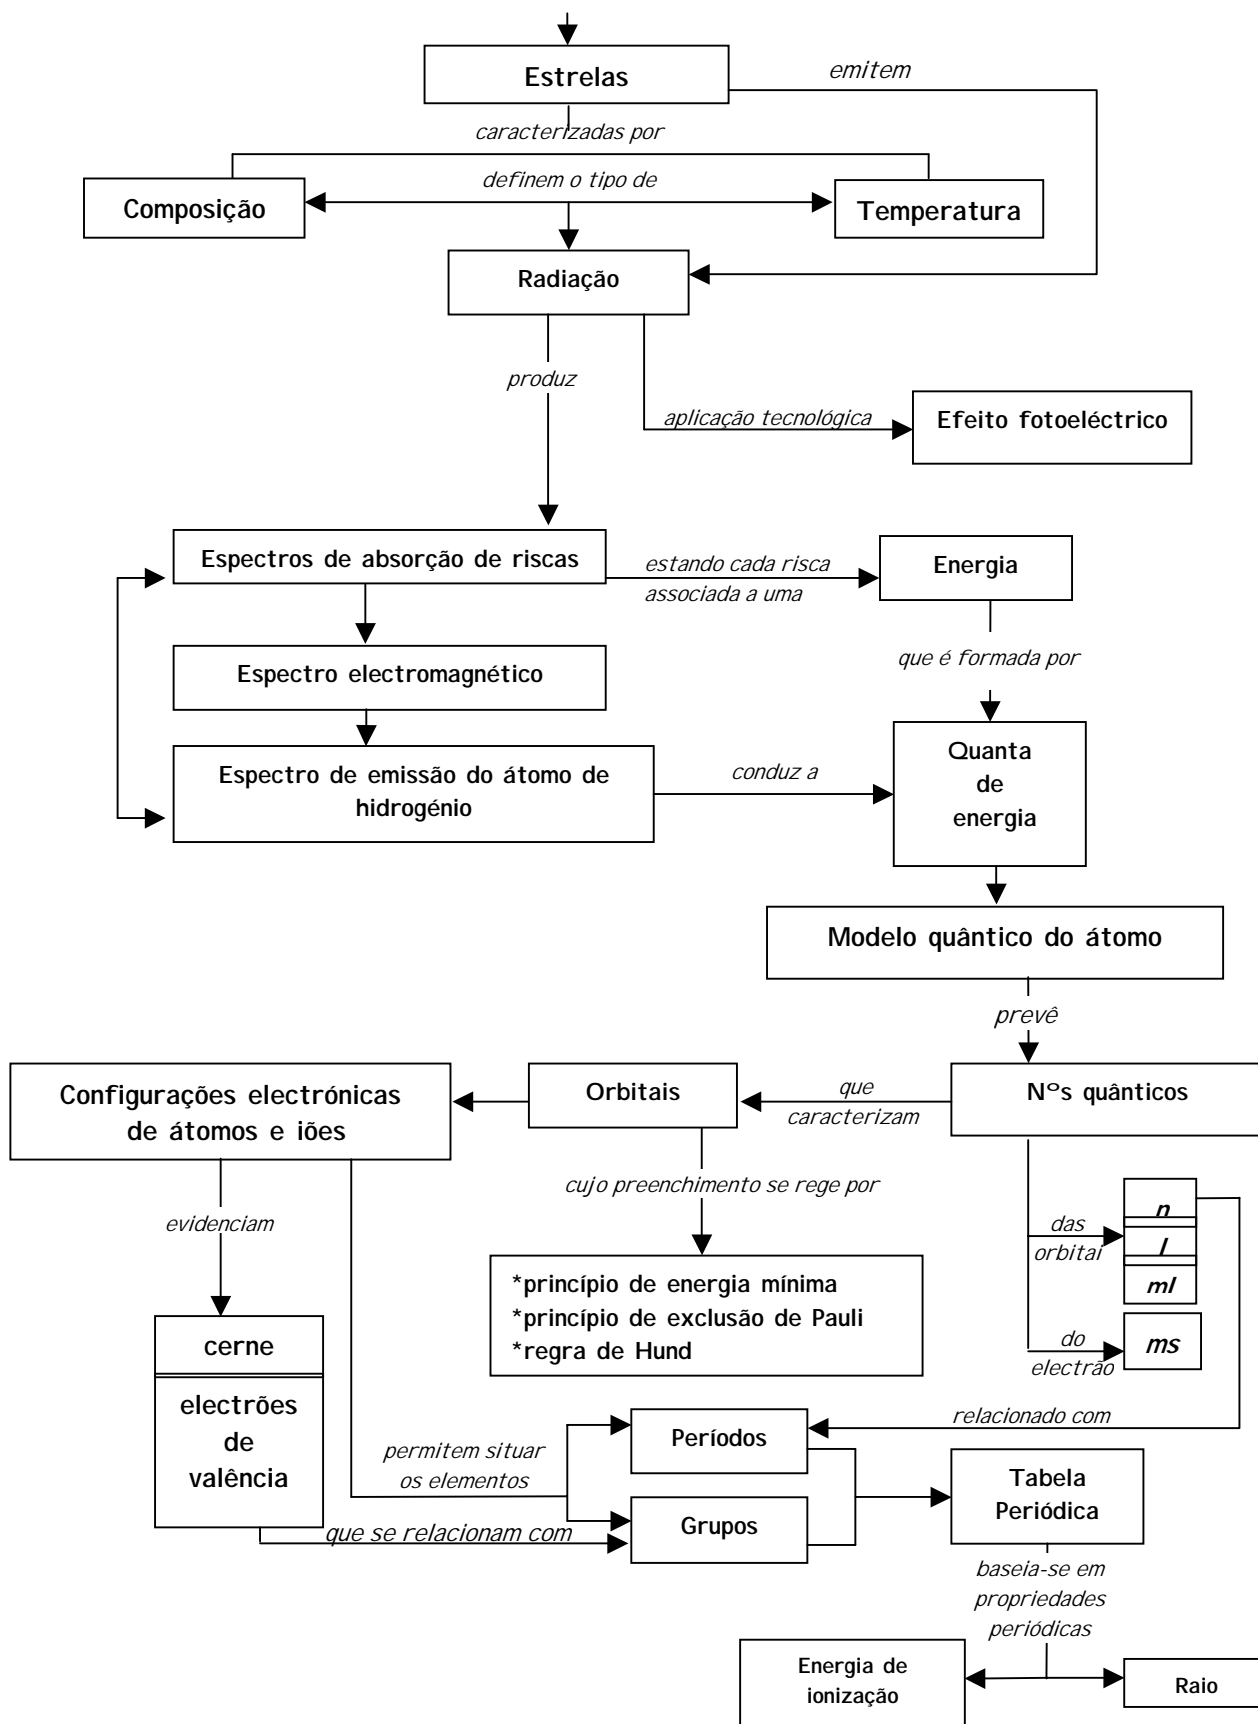 Estrelas
emitem
caracterizadas por
definem o tipo de
Composição
Temperatura
Radiação
produz
aplicação tecnológica
Efeito fotoeléctrico
Espectros de absorção de riscas
estando cada risca
associada a uma
Energia
Espectro electromagnético
que é formada por
Espectro de emissão do átomo de
hidrogénio
conduz a
Quanta
de
energia
Modelo quântico do átomo
prevê
Configurações electrónicas
de átomos e iões
Orbitais
que
caracterizam
Nºs quânticos
evidenciam
cujo preenchimento se rege por
das
orbitai
n
l
ml
*princípio de energia mínima
*princípio de exclusão de Pauli
*regra de Hund
do
electrão
ms
cerne
electrões
de
valência
permitem situar
os elementos
Períodos
relacionado com
Grupos
que se relacionam com
Tabela
Periódica
baseia-se em
propriedades
periódicas
Energia de
ionização
Raio